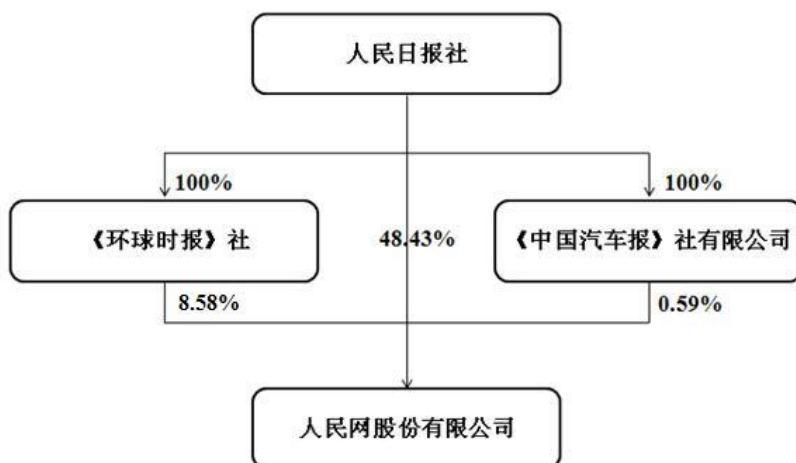 人民日报社
100%
100%
《环球时报》社
48.43%
《中国汽车报》社有限公司
8.58%
0.59%
人民网股份有限公司